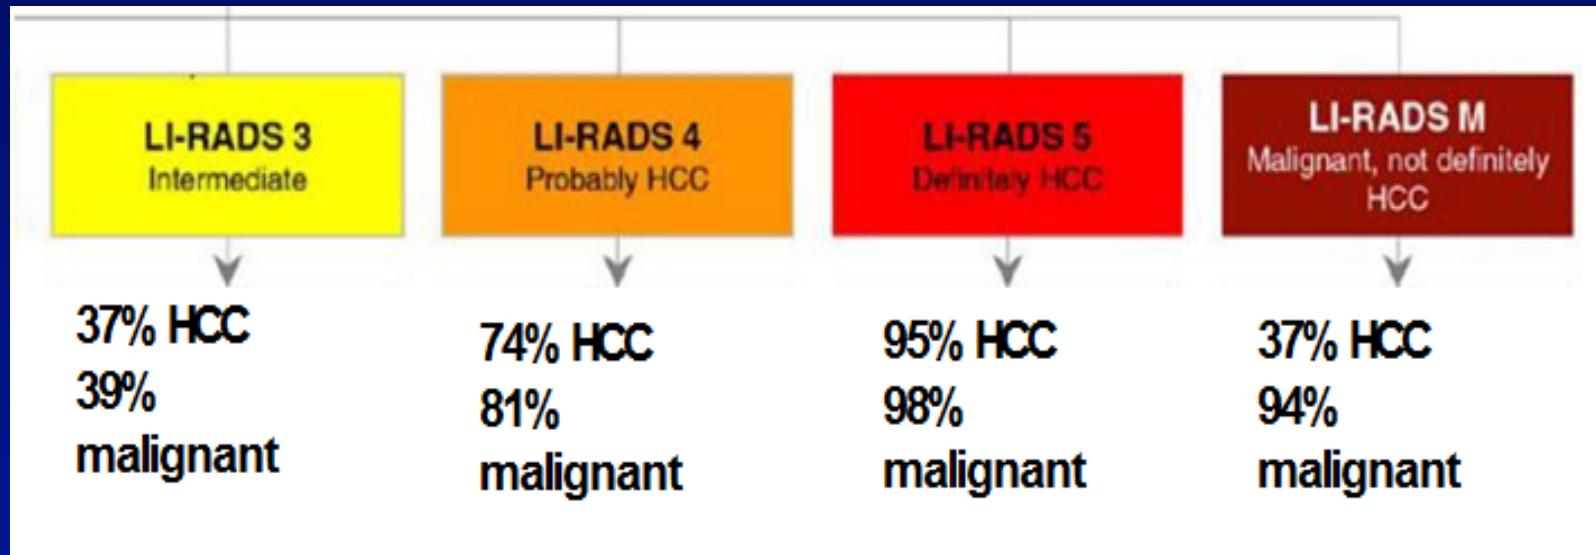 LI-RADS 3
Intermediate
37% HCC
39%
malignant
LI-RADS 4
Probably HCC
74% HCC
81%
malignant
LI-RADS 5
Definitely HCC
95% HCC
98%
malignant
LI-RADS M
Malignant, not definitely
HCC
37% HCC
94%
malignant